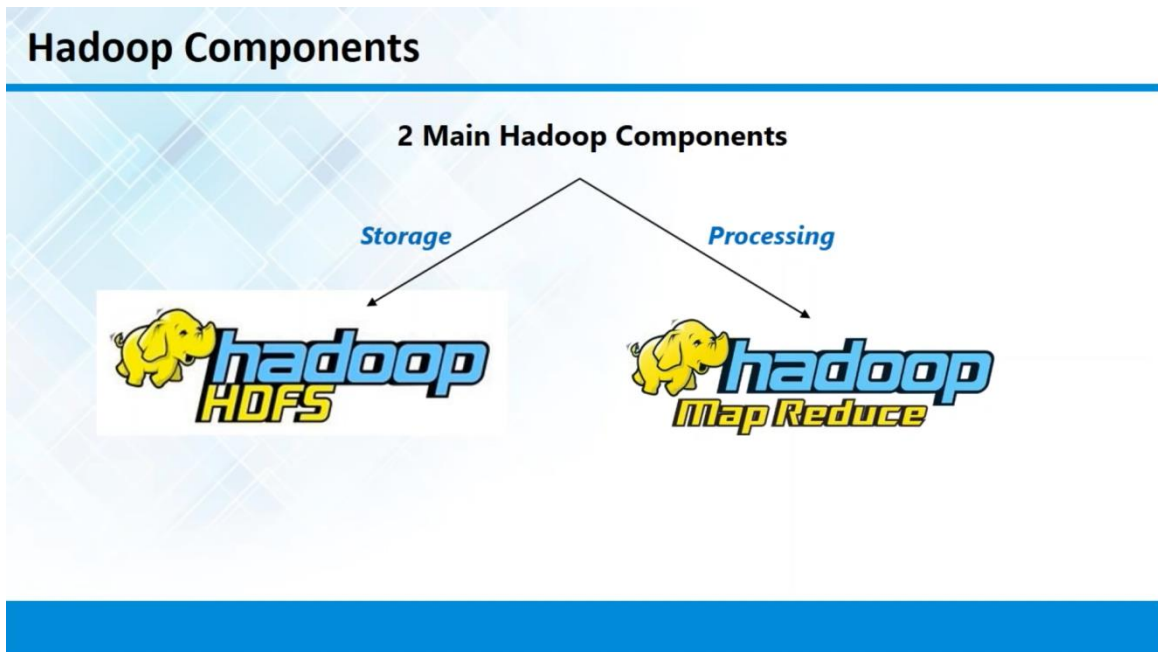 Hadoop Components
2 Main Hadoop Components
Storage
Processing
hadoop
HDFS
hadoop
Map Reduce